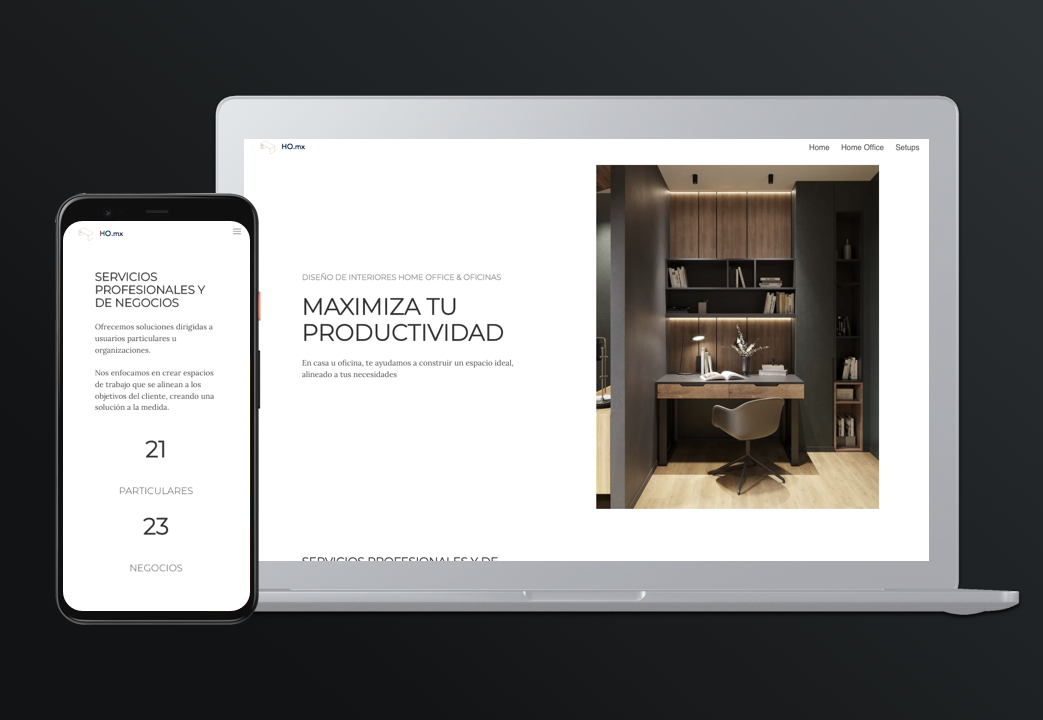 HO.mx
Home Home Office Setups
DISEÑO DE INTERIORES HOME OFFICE & OFICINAS
MAXIMIZA TU
PRODUCTIVIDAD
En casa u oficina, te ayudamos a construir un espacio ideal,
alineado a tus necesidades
SERVICIOS PROFESIONALES Y DE
HO.mx
SERVICIOS
PROFESIONALES Y
DE NEGOCIOS
Ofrecemos soluciones dirigidas a
usuarios particulares u
organizaciones.
Nos enfocamos en crear espacios
de trabajo que se alinean a los
objetivos del cliente, creando una
solución a la medida.
21
PARTICULARES
23
NEGOCIOS